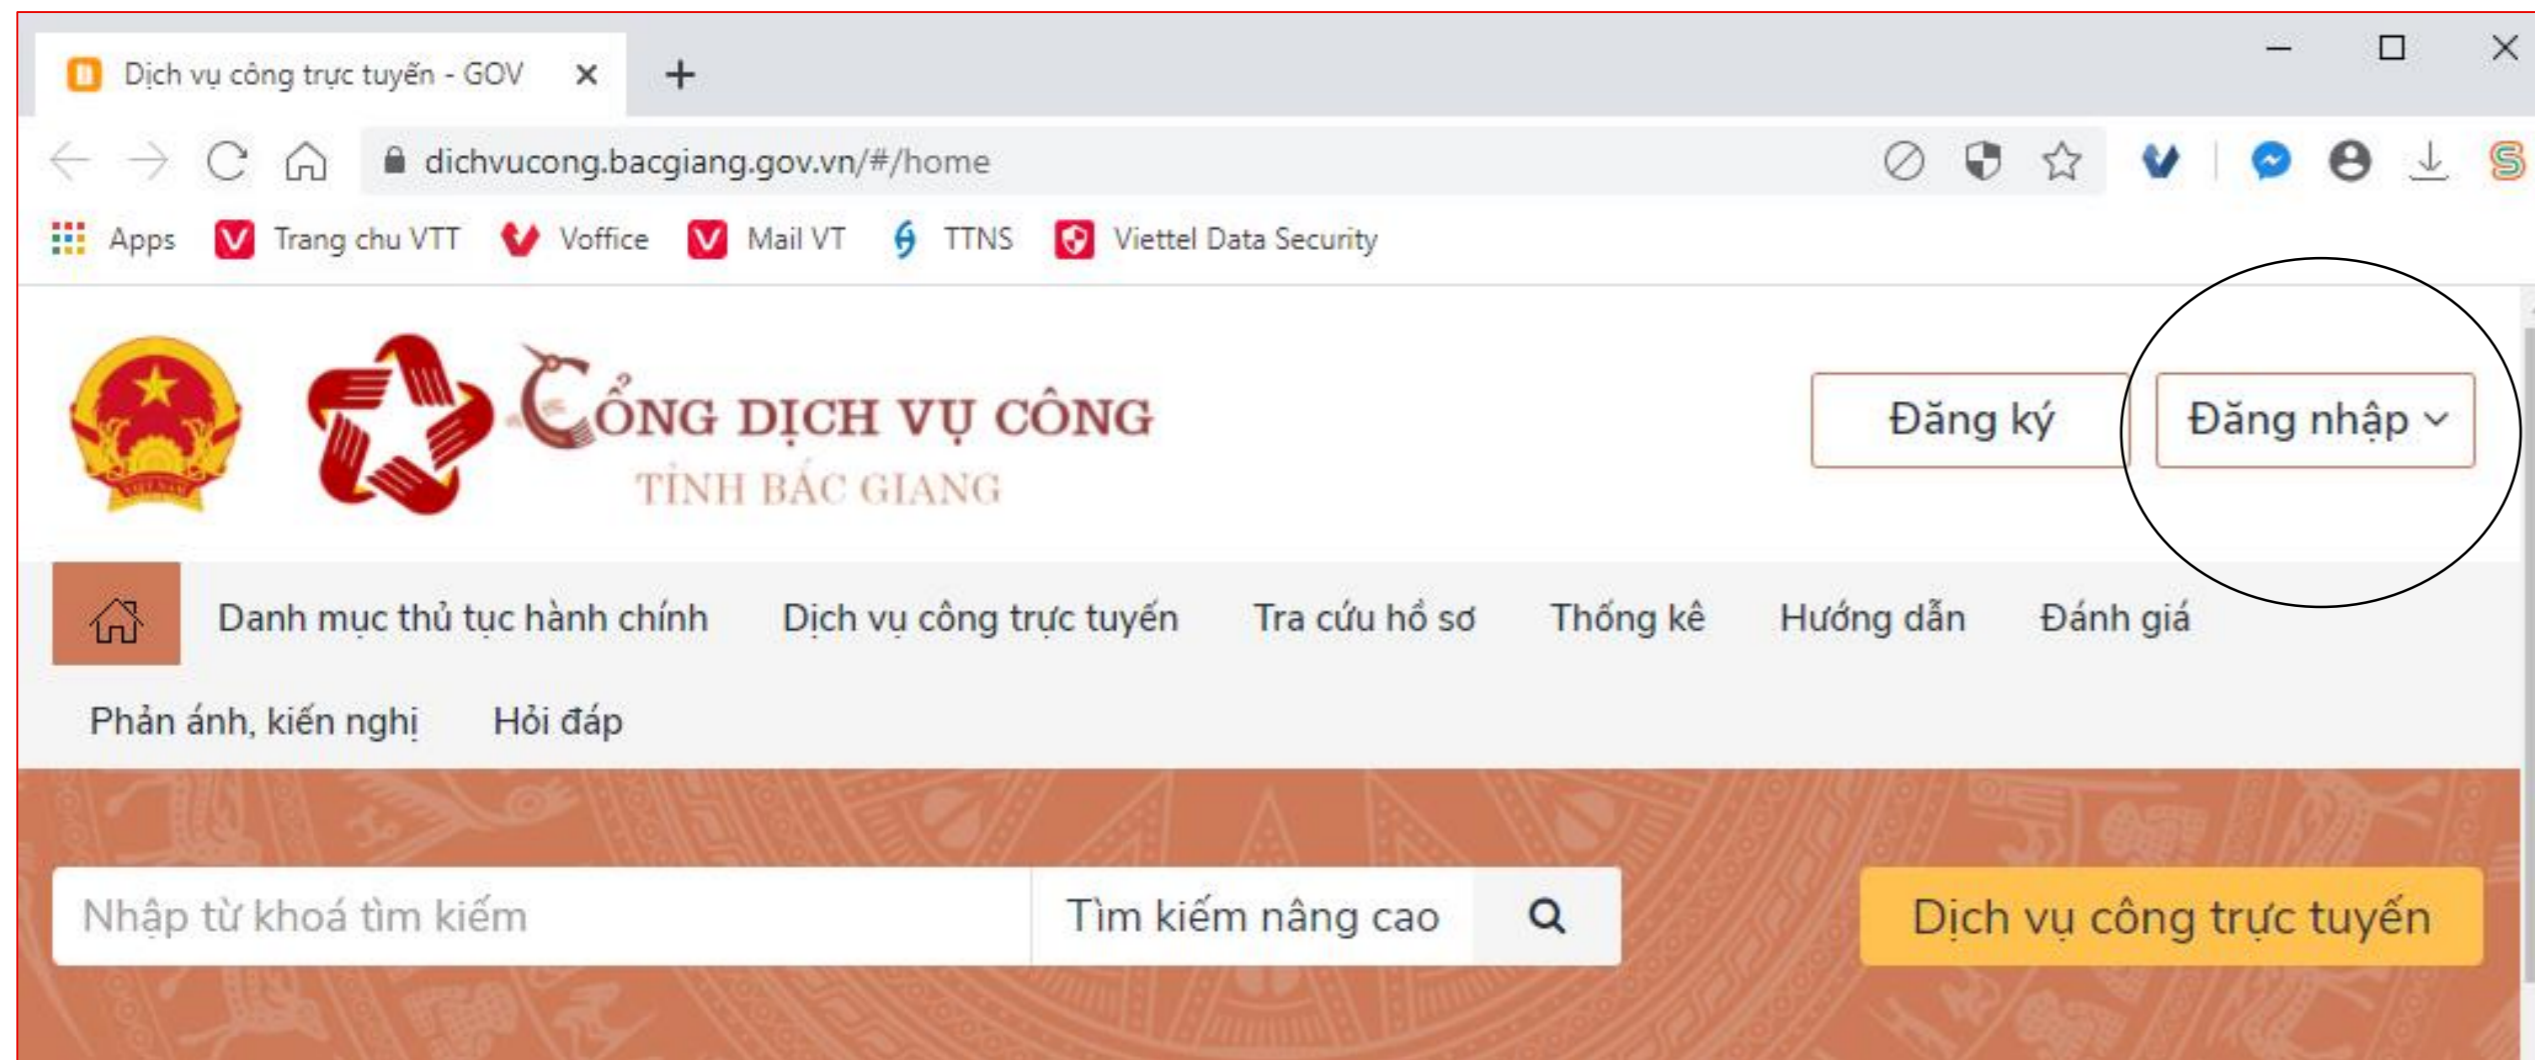 Dịch vụ công trực tuyến - GOV
dichvucong.bacgiang.gov.vn/#/home
Apps Trang chu VTT Voffice Mail VT TTNS Viettel Data Security
CỔNG DỊCH VỤ CÔNG
TỈNH BẮC GIANG
Đăng ký Đăng nhập
VIỆT NAM
Danh mục thủ tục hành chính Dịch vụ công trực tuyến Tra cứu hồ sơ Thống kê Hướng dẫn Đánh giá
Phản ánh, kiến nghị Hỏi đáp
Nhập từ khoá tìm kiếm Tìm kiếm nâng cao Dịch vụ công trực tuyến